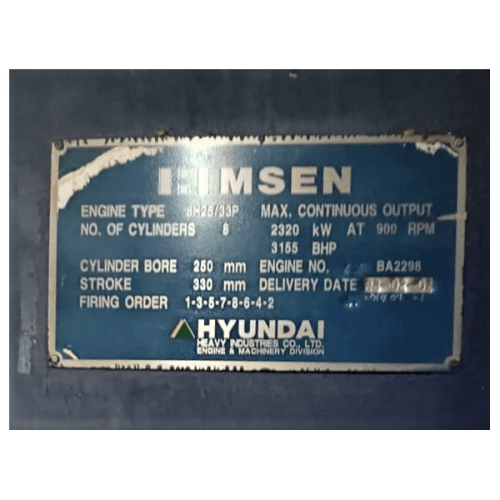 HIMSEN
ENGINE TYPE 8H25/33P MAX. CONTINUOUS OUTPUT
NO. OF CYLINDERS 8 2320 kW AT 900 RPM
3155 BHP
CYLINDER BORE 250 mm ENGINE NO. BA2298
STROKE 330 mm DELIVERY DATE
FIRING ORDER 1-3-5-7-8-6-4-2
HYUNDAI
HEAVY INDUSTRIES CO., LTD.
ENGINE & MACHINERY DIVISION